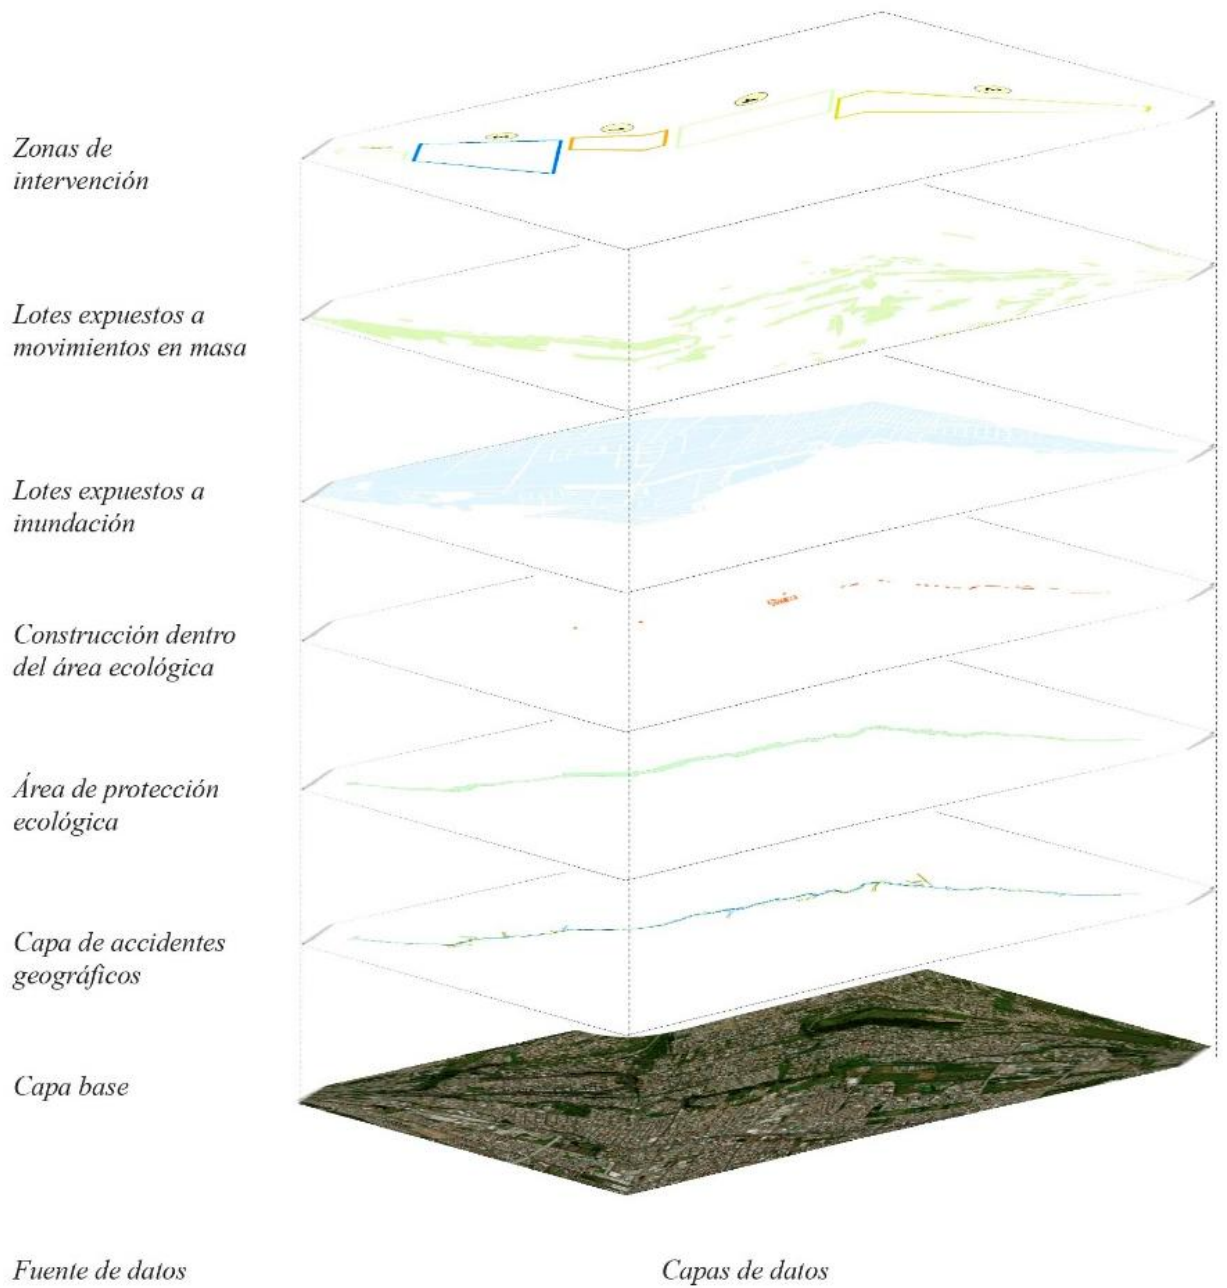 Zonas de
intervención
Lotes expuestos a
movimientos en masa
Lotes expuestos a
inundación
Construcción dentro
del área ecológica
Área de protección
ecológica
Capa de accidentes
geográficos
Capa base
Fuente de datos
Capas de datos